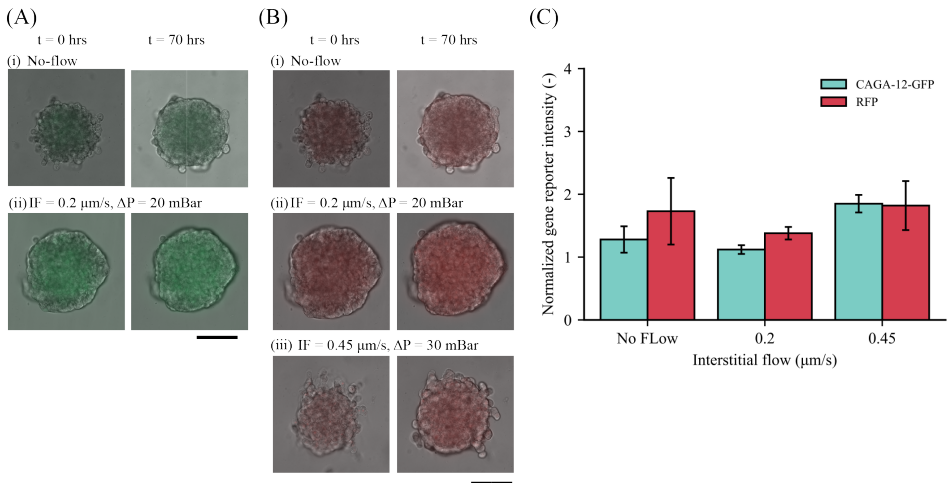 (A)
t = 0 hrs
t = 70 hrs
(i) No-flow
(ii) IF = 0.2 μm/s, ΔP = 20 mBar
(B)
t = 0 hrs
t = 70 hrs
(i) No-flow
(ii) IF = 0.2 μm/s, ΔP = 20 mBar
(iii) IF = 0.45 μm/s, ΔP = 30 mBar
(C)
Normalized gene reporter intensity (-)
4
3
2
1
0
CAGA-12-GFP
RFP
No FLow
0.2
0.45
Interstitial flow (μm/s)